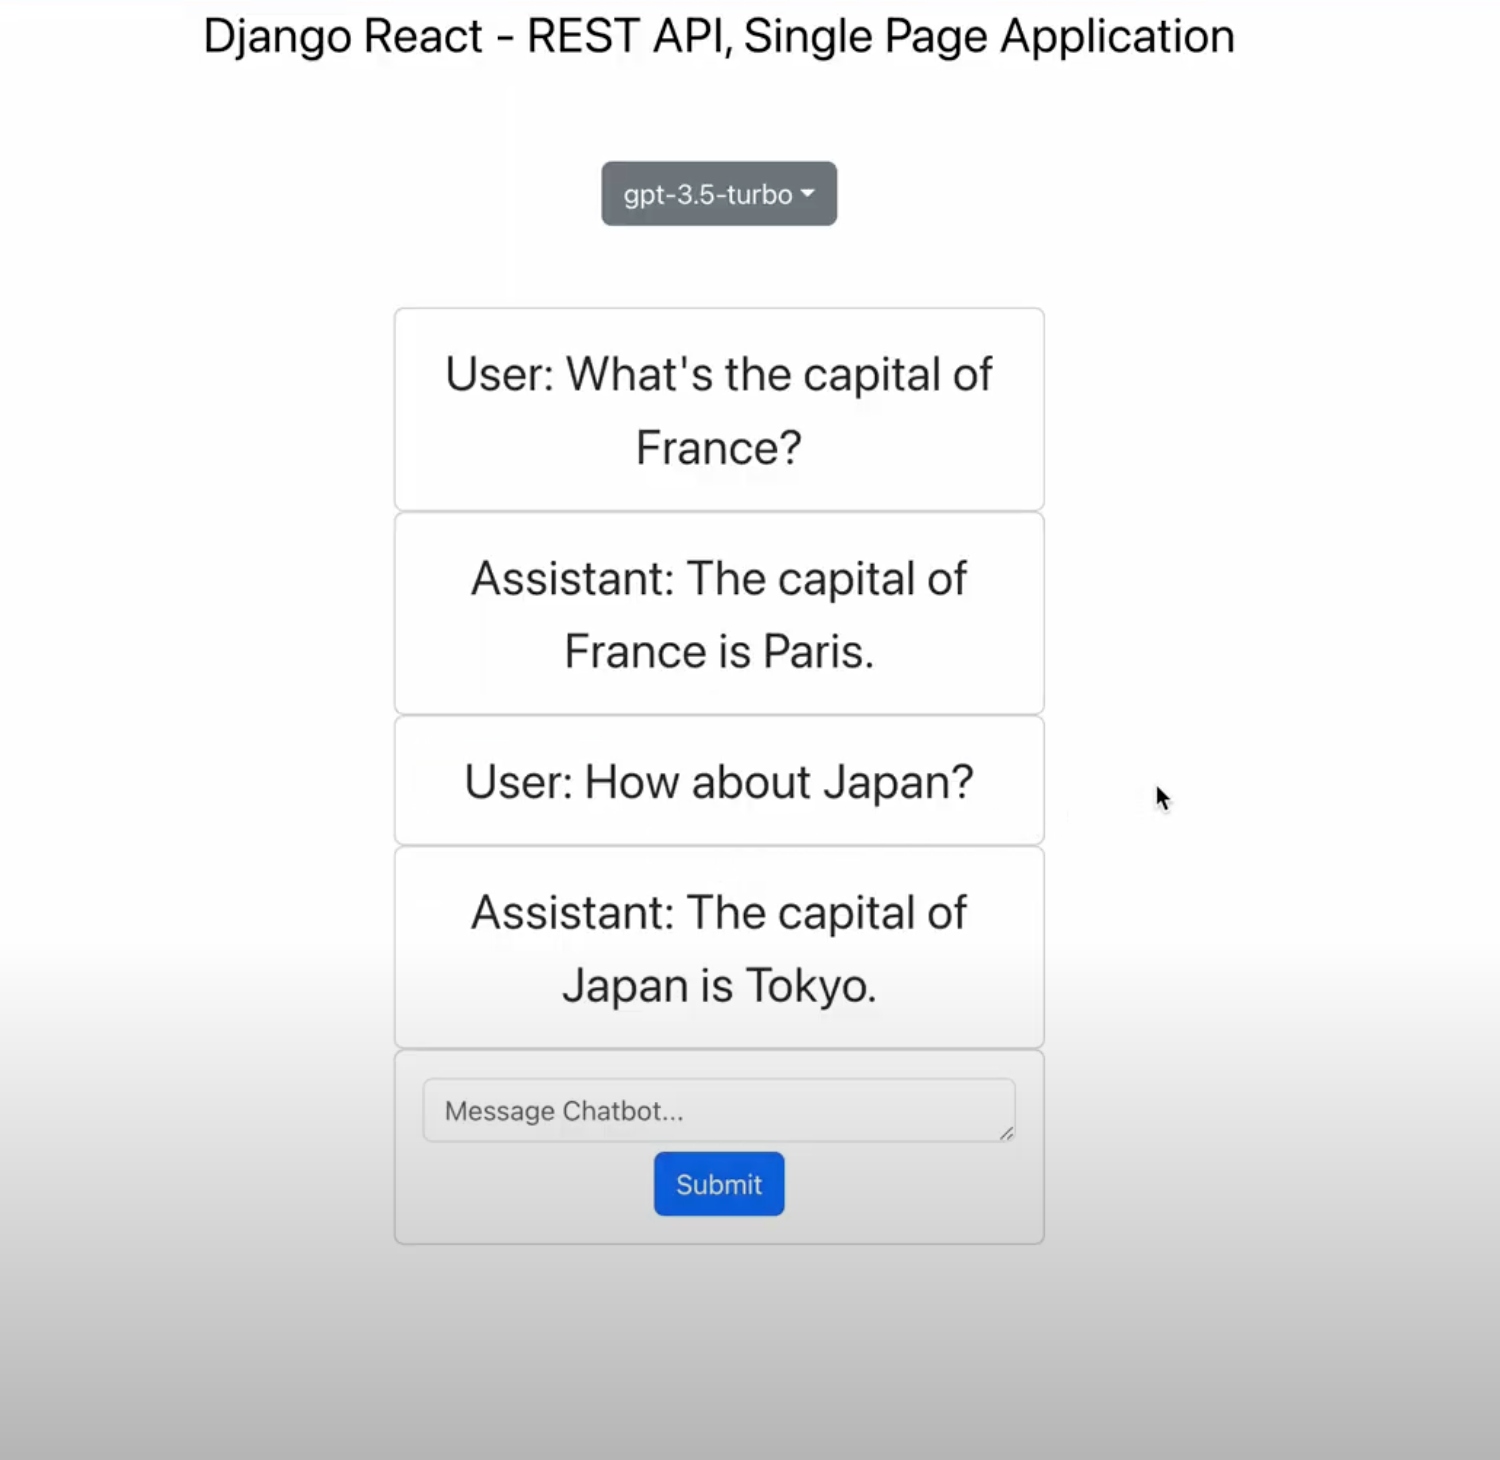 Django React - REST API, Single Page Application
gpt-3.5-turbo
User: What's the capital of
France?
Assistant: The capital of
France is Paris.
User: How about Japan?
Assistant: The capital of
Japan is Tokyo.
Message Chatbot...
Submit